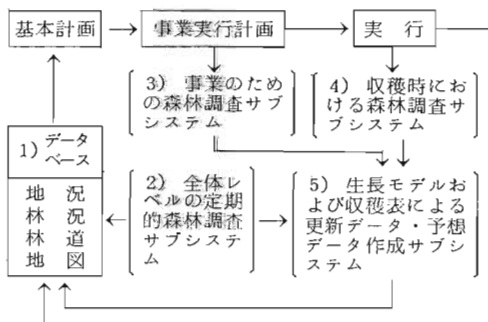 基本計画
事業実行計画
実 行
3) 事業のため
の森林調査サブ
システム
4) 収穫時にお
ける森林調査サ
ブシステム
1) データ
ベース
地 況
林 況
林 道
地 図
2) 全体レ
ベルの定期
的森林調査
サブシステ
ム
5) 生長モデルお
よび収穫表による
更新データ・予想
データ作成サブシ
ステム